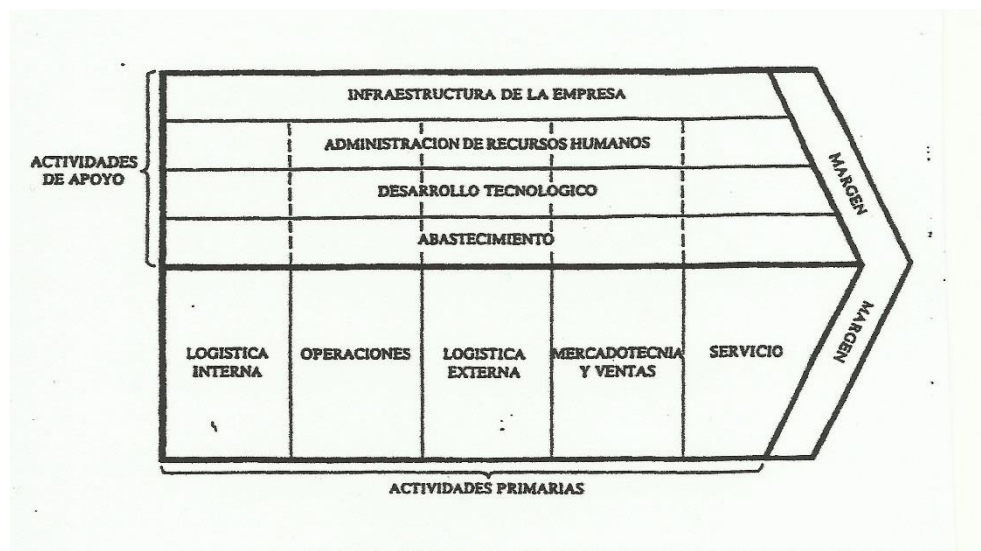 INFRAESTRUCTURA DE LA EMPRESA
ADMINISTRACION DE RECURSOS HUMANOS
ACTIVIDADES
DE APOYO
DESARROLLO TECNOLOGICO
ABASTECIMIENTO
MARGEN
LOGISTICA
INTERNA
OPERACIONES
LOGISTICA
EXTERNA
MERCADOTECNIA
Y VENTAS
SERVICIO
MARGEN
ACTIVIDADES PRIMARIAS